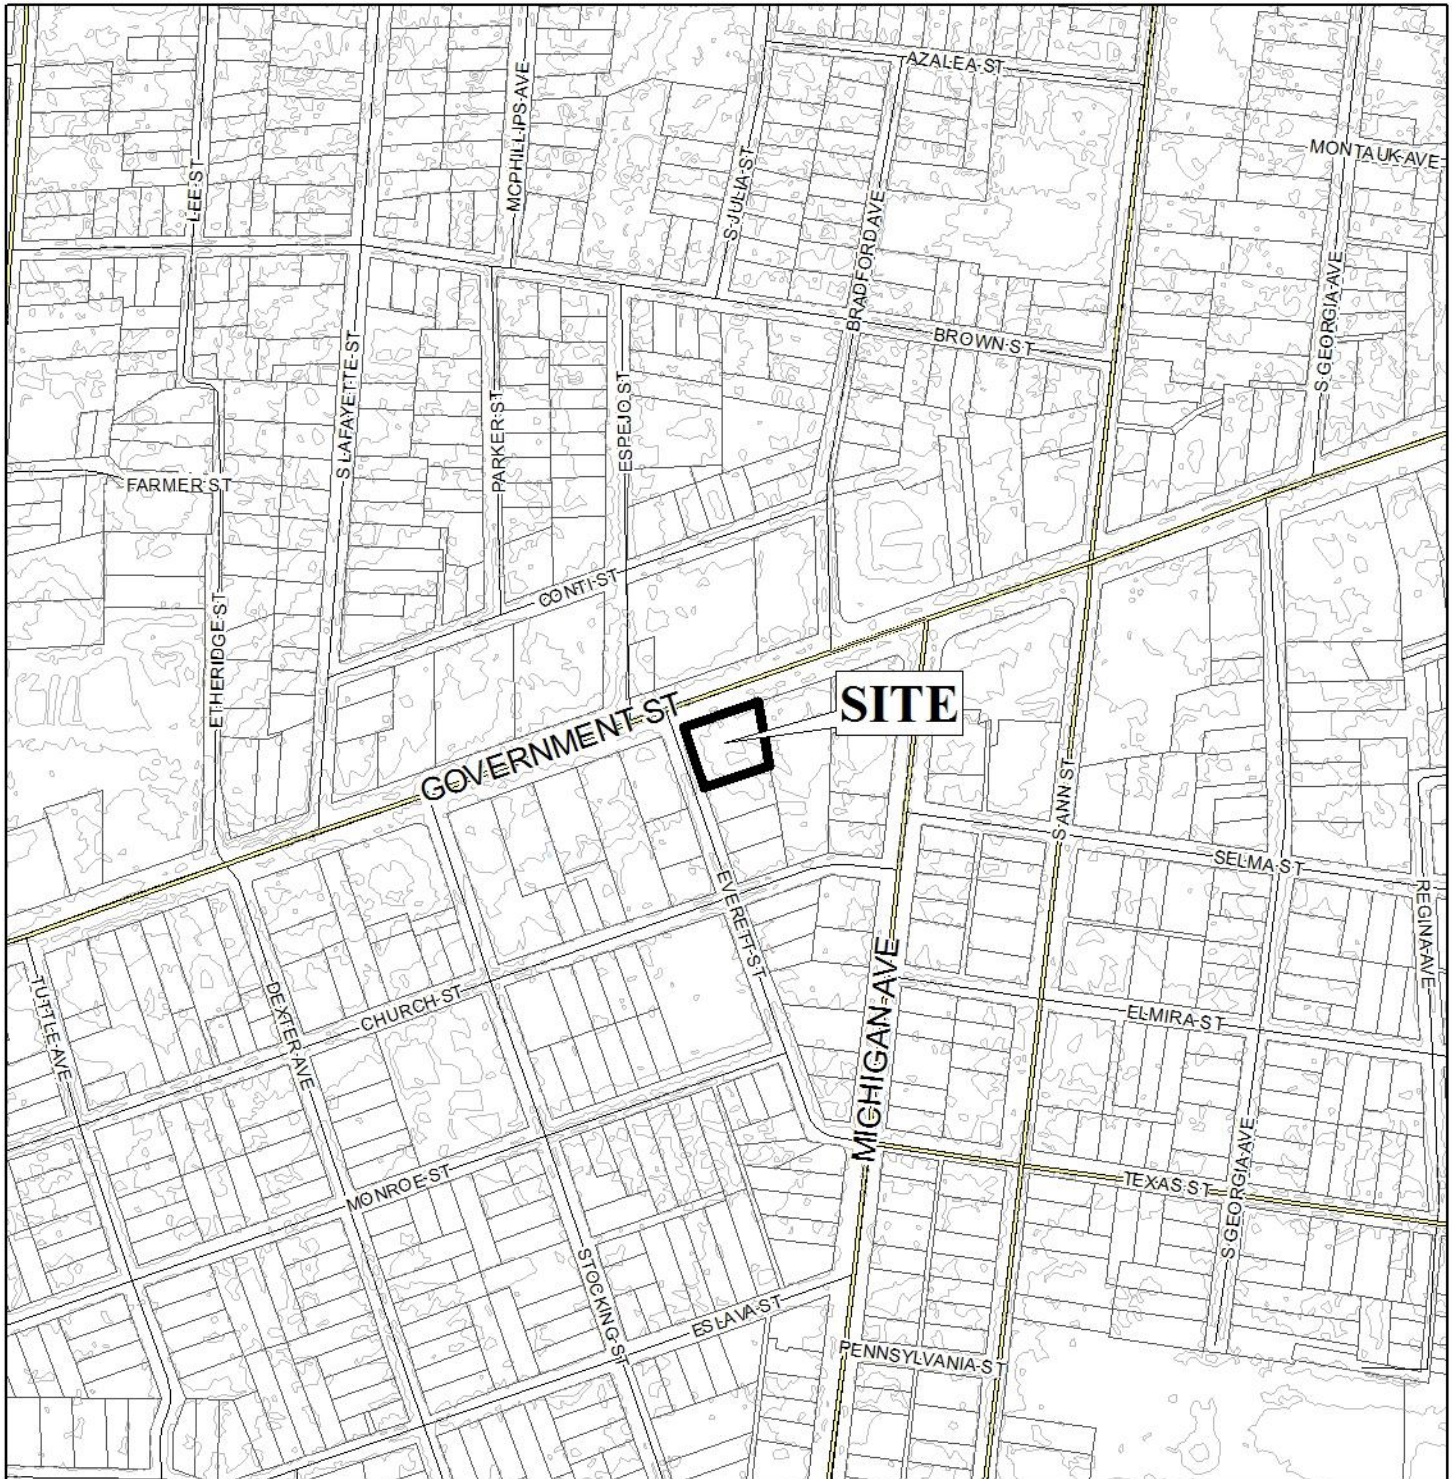 AZALEA ST
MCPHILLIPS AVE
MONTAUK AVE
LEE ST
S JULIA ST
BRADFORD AVE
S GEORGIA AVE
BROWN ST
S LAFAYETTE ST
PARKER ST
ESPEJO ST
FARMER ST
CONTI ST
ETHERIDGE ST
SITE
GOVERNMENT ST
S ANN ST
SELMA ST
EVERETT ST
REGINA AVE
MICHIGAN AVE
TUTTLE AVE
DEXTER AVE
CHURCH ST
ELMIRA ST
MONROE ST
TEXAS ST
S GEORGIA AVE
STOCKING ST
ESLAVA ST
PENNSYLVANIA ST